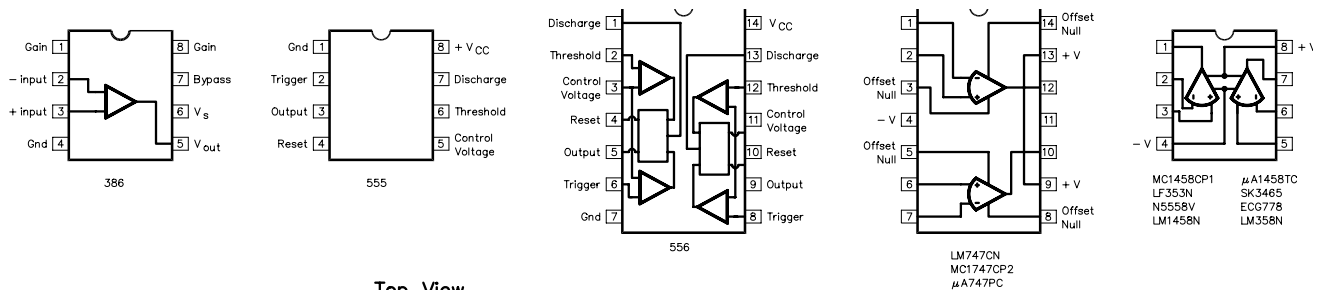 Gain 1
8 Gain
− input 2
7 Bypass
+ input 3
6 Vs
Gnd 4
5 Vout
386
Gnd 1
8 + VCC
Trigger 2
7 Discharge
Output 3
6 Threshold
Reset 4
5 Control
Voltage
555
Discharge 1
14 VCC
Threshold 2
13 Discharge
Control
Voltage 3
12 Threshold
Reset 4
11 Control
Voltage
Output 5
10 Reset
Trigger 6
9 Output
Gnd 7
8 Trigger
556
1
14 Offset
Null
2
13 + V
Offset
Null 3
12
− V 4
11
Offset
Null 5
10
6
9 + V
7
8 Offset
Null
LM747CN
MC1747CP2
μA747PC
1
8 +
2
7
3
6
− V 4
5
MC1458CP1 μA1458TC
LF353N SK3465
N5558V ECG778
LM1458N LM358N
Top View